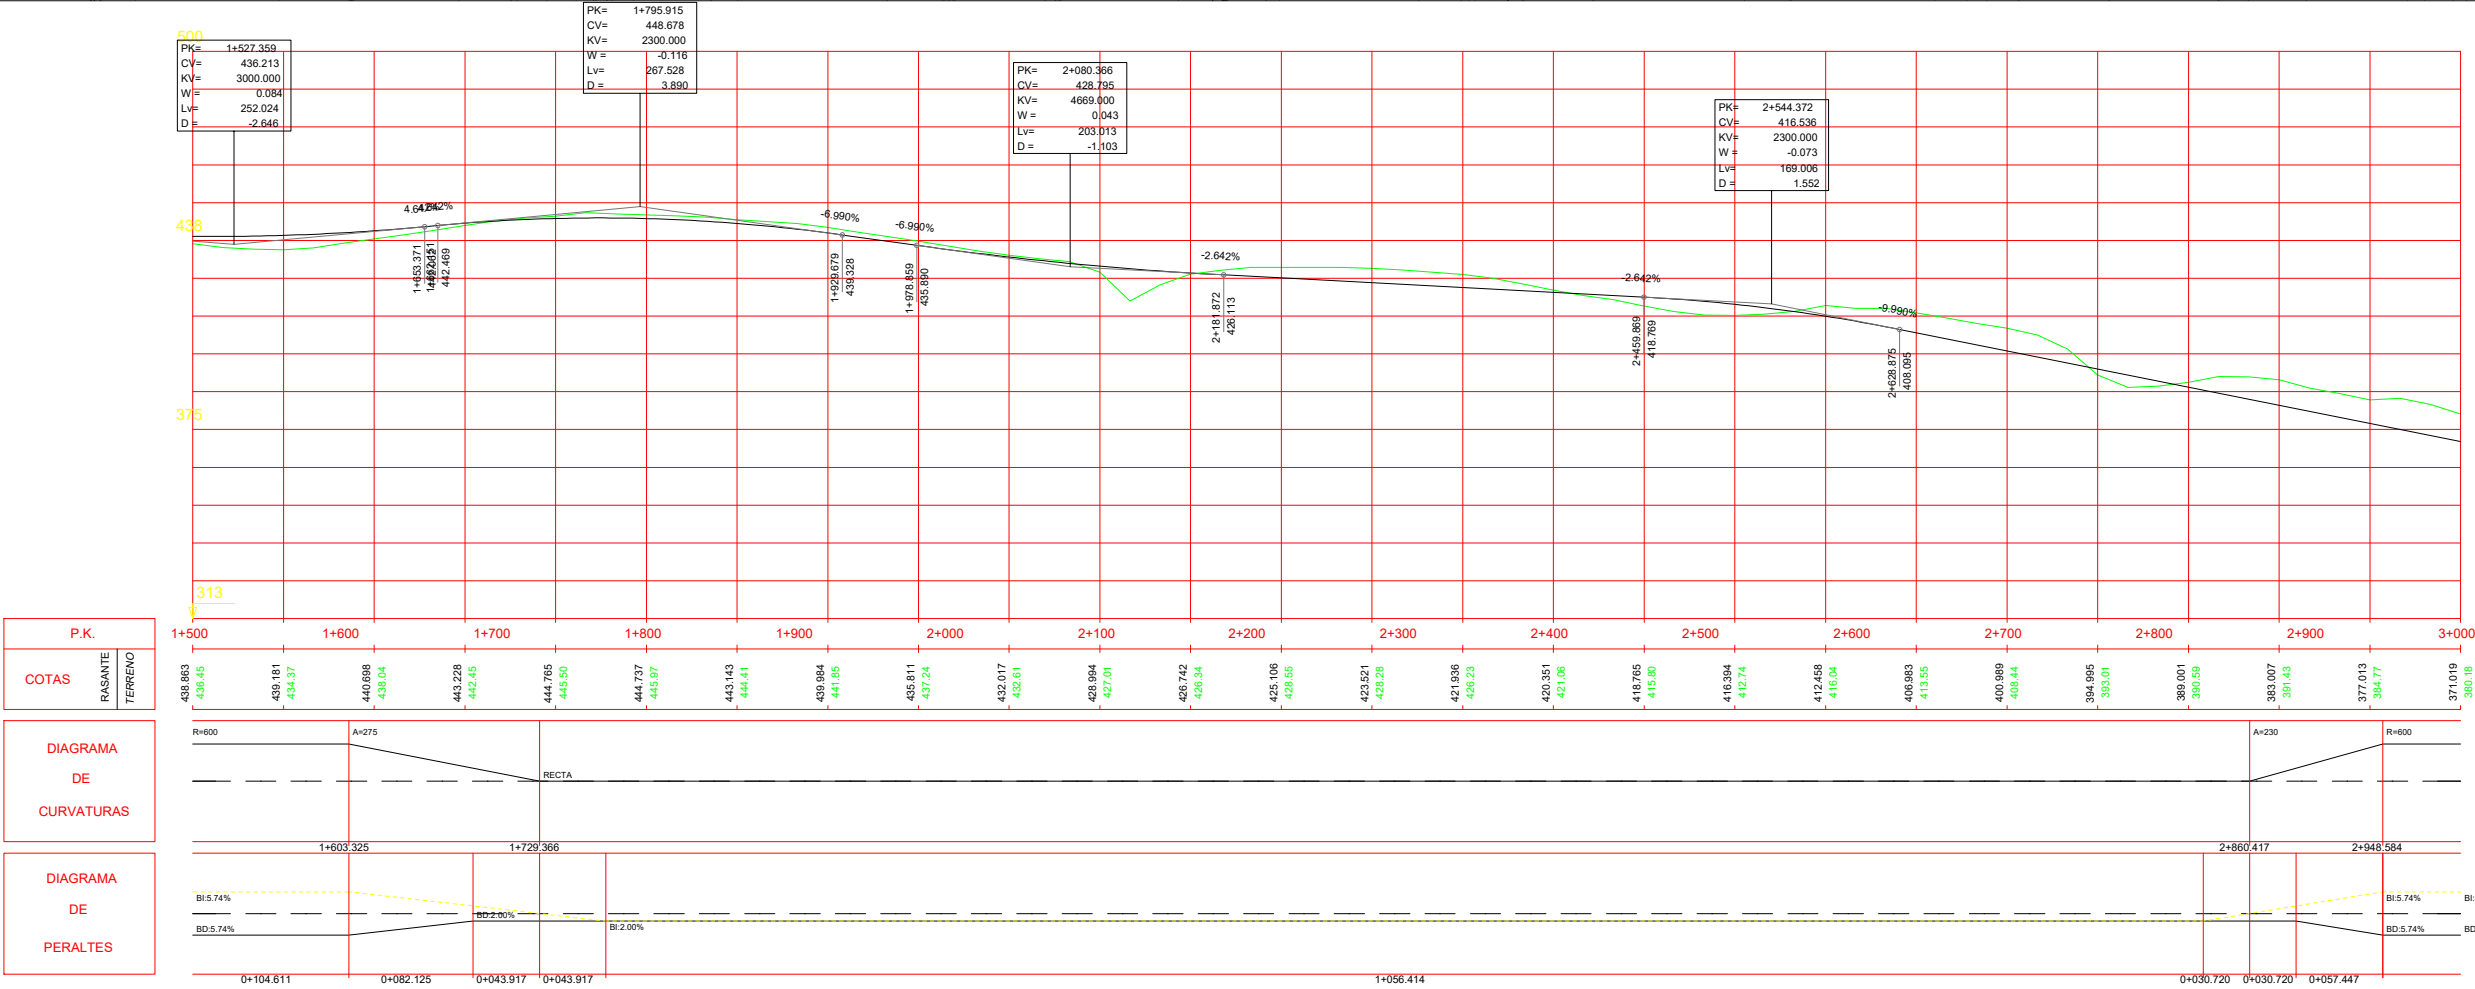 500
438
375
313
PK= 1+527.359
CV= 436.213
KV= 3000.000
W = 0.084
Lv= 252.024
D = -2.646
PK= 1+795.915
CV= 448.678
KV= 2300.000
W = -0.116
Lv= 267.528
D = 3.890
PK= 2+080.366
CV= 428.795
KV= 4669.000
W = 0.043
Lv= 203.013
D = -1.103
PK= 2+544.372
CV= 416.536
KV= 2300.000
W = -0.073
Lv= 169.006
D = 1.552
4.642%
4.642%
-6.990%
-6.990%
-2.642%
-2.642%
-9.990%
1+653.371
442.469
1+929.679
439.328
1+978.859
435.890
2+181.872
426.113
2+459.869
418.769
2+628.875
408.095
P.K.
1+500 1+600 1+700 1+800 1+900 2+000 2+100 2+200 2+300 2+400 2+500 2+600 2+700 2+800 2+900 3+000
COTAS
RASANTE
TERRENO
438.863 439.181 440.698 443.228 444.765 444.737 443.143 439.984 435.811 432.017 428.994 426.742 425.106 423.521 421.936 420.351 418.765 416.394 412.458 406.983 400.989 394.995 389.001 383.007 377.013 371.019
436.45 434.37 438.04 442.45 445.50 445.97 444.41 441.85 437.24 432.61 427.01 426.34 428.55 428.28 426.23 421.06 415.80 412.74 416.04 413.55 408.44 393.01 390.59 391.43 384.77 380.18
DIAGRAMA
DE
CURVATURAS
R=600 A=275 RECTA A=230 R=600
1+603.325 1+729.366 2+860.417 2+948.584
DIAGRAMA
DE
PERALTES
BI:5.74%
BD:5.74%
BD:2.00%
BI:2.00%
BI:5.74%
BD:5.74%
BI:
BD
0+104.611 0+082.125 0+043.917 0+043.917 1+056.414 0+030.720 0+030.720 0+057.447